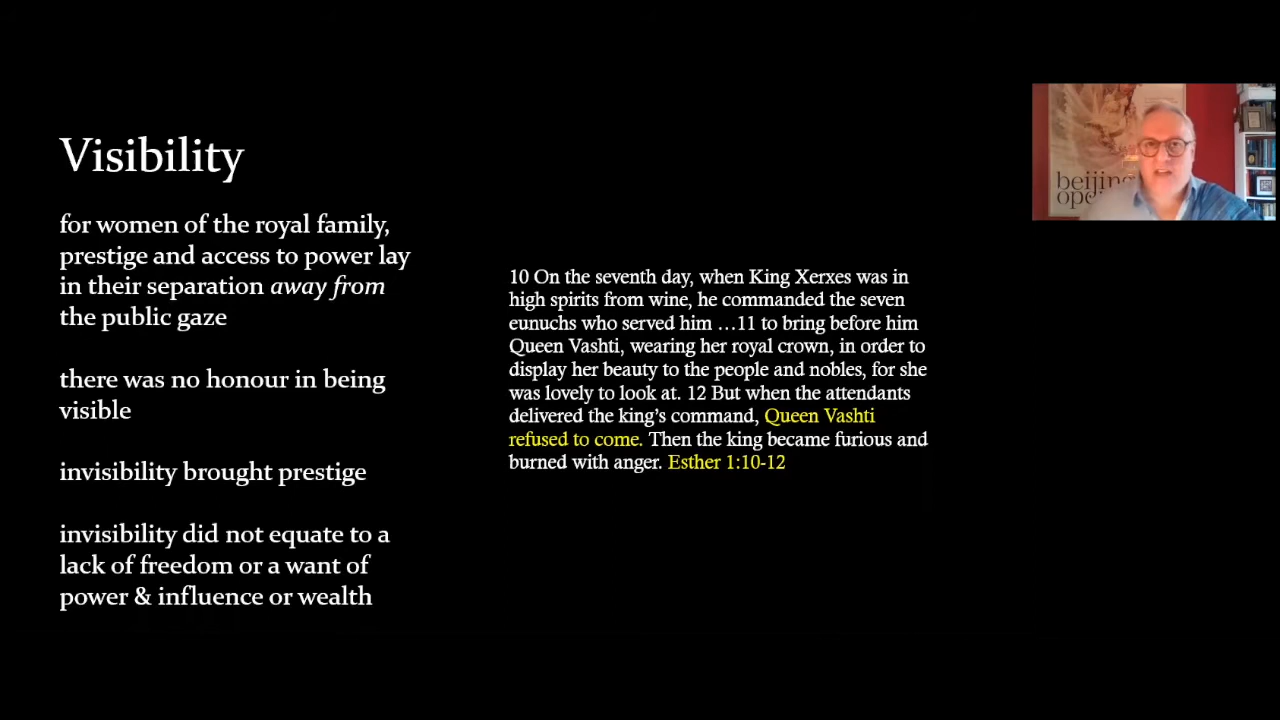 Visibility
for women of the royal family,
prestige and access to power lay
in their separation away from
the public gaze
there was no honour in being
visible
invisibility brought prestige
invisibility did not equate to a
lack of freedom or a want of
power & influence or wealth
10 On the seventh day, when King Xerxes was in
high spirits from wine, he commanded the seven
eunuchs who served him …11 to bring before him
Queen Vashti, wearing her royal crown, in order to
display her beauty to the people and nobles, for she
was lovely to look at. 12 But when the attendants
delivered the king’s command, Queen Vashti
refused to come. Then the king became furious and
burned with anger. Esther 1:10-12
beijing